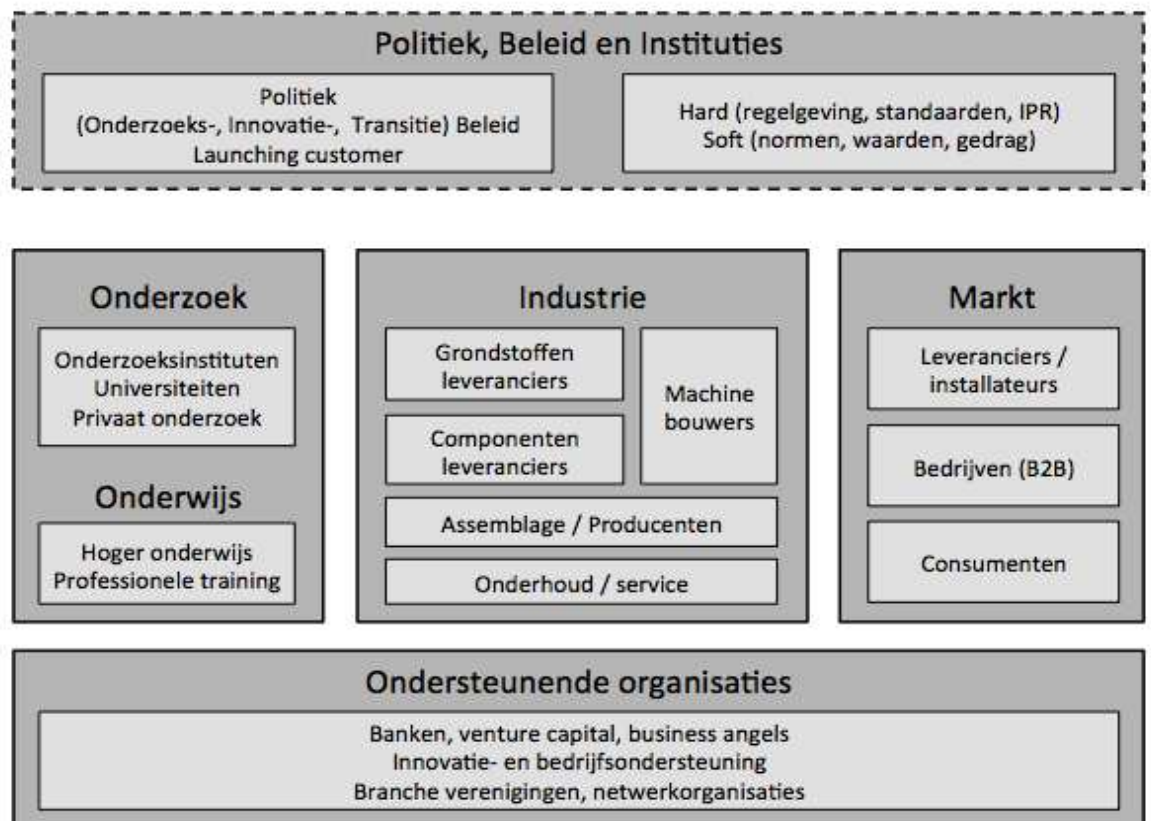 Politiek, Beleid en Instituties
Politiek
(Onderzoeks-, Innovatie-, Transitie) Beleid
Launching customer
Hard (regelgeving, standaarden, IPR)
Soft (normen, waarden, gedrag)
Onderzoek
Onderzoeksinstituten
Universiteiten
Privaat onderzoek
Onderwijs
Hoger onderwijs
Professionele training
Industrie
Grondstoffen
leveranciers
Machine
bouwers
Componenten
leveranciers
Assemblage / Producenten
Onderhoud / service
Markt
Leveranciers /
installateurs
Bedrijven (B2B)
Consumenten
Ondersteunende organisaties
Banken, venture capital, business angels
Innovatie- en bedrijfsondersteuning
Branche verenigingen, netwerkorganisaties